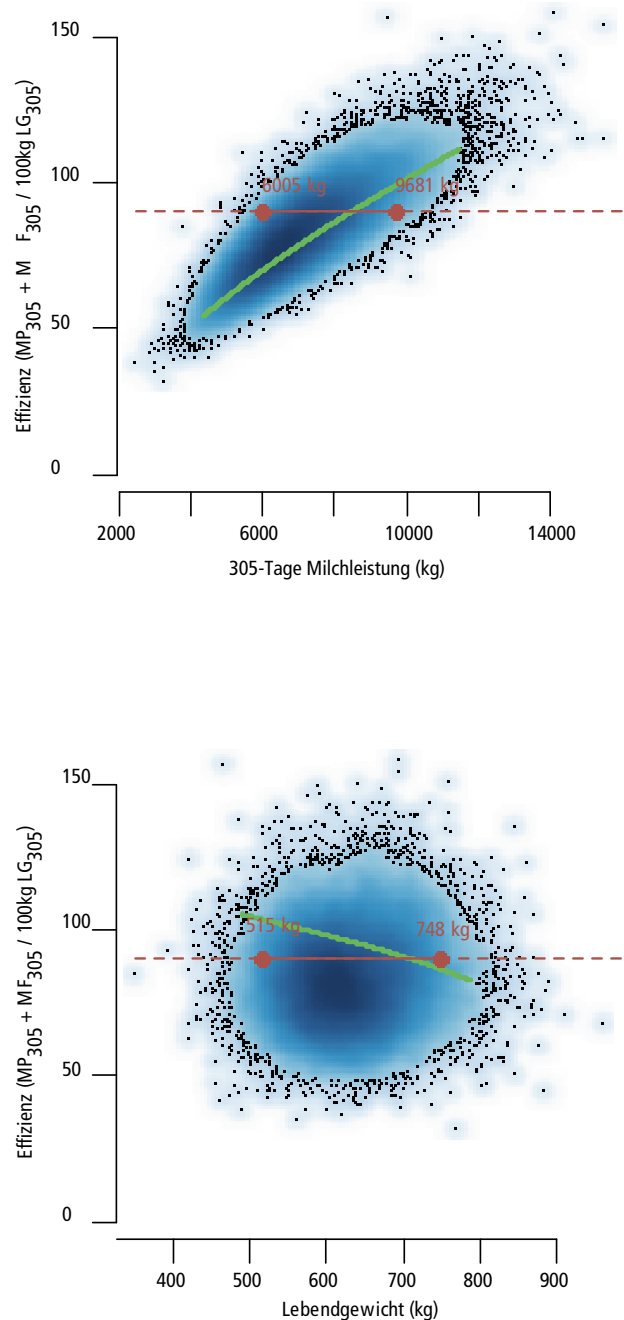 150
100
50
0
Effizienz (MP305 + M F305 / 100kg LG305)
6005 kg
9681 kg
2000 6000 10000 14000
305-Tage Milchleistung (kg)
150
100
50
0
Effizienz (MP305 + MF305 / 100kg LG305)
515 kg
748 kg
400 500 600 700 800 900
Lebendgewicht (kg)